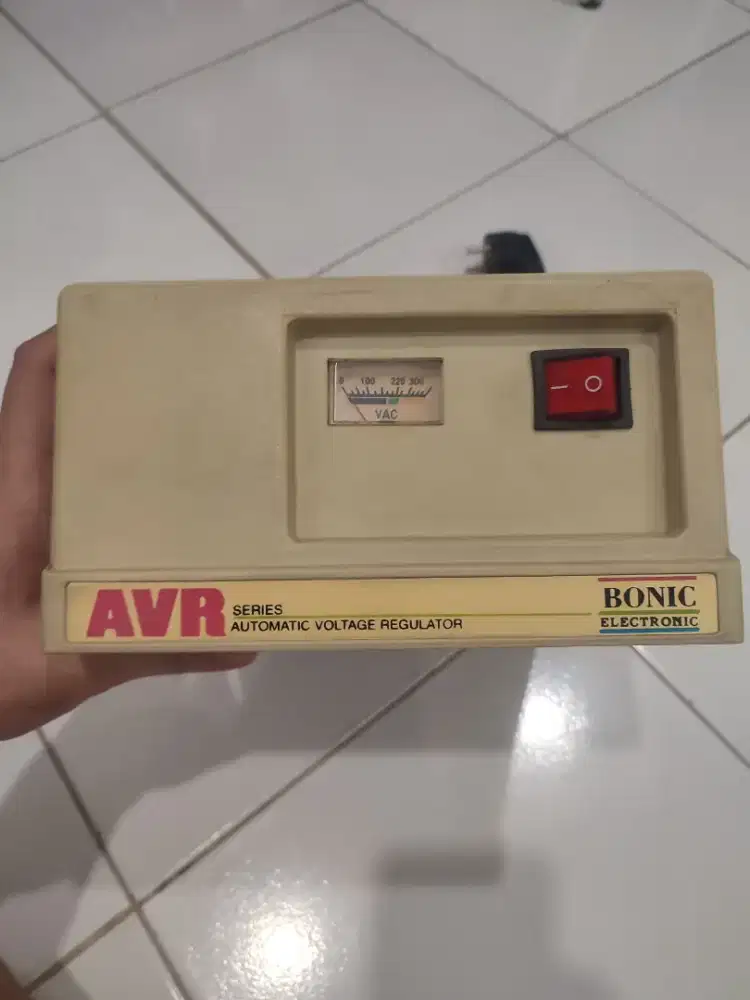 0 100 220 300
VAC
— O
AVR
SERIES
AUTOMATIC VOLTAGE REGULATOR
BONIC
ELECTRONIC